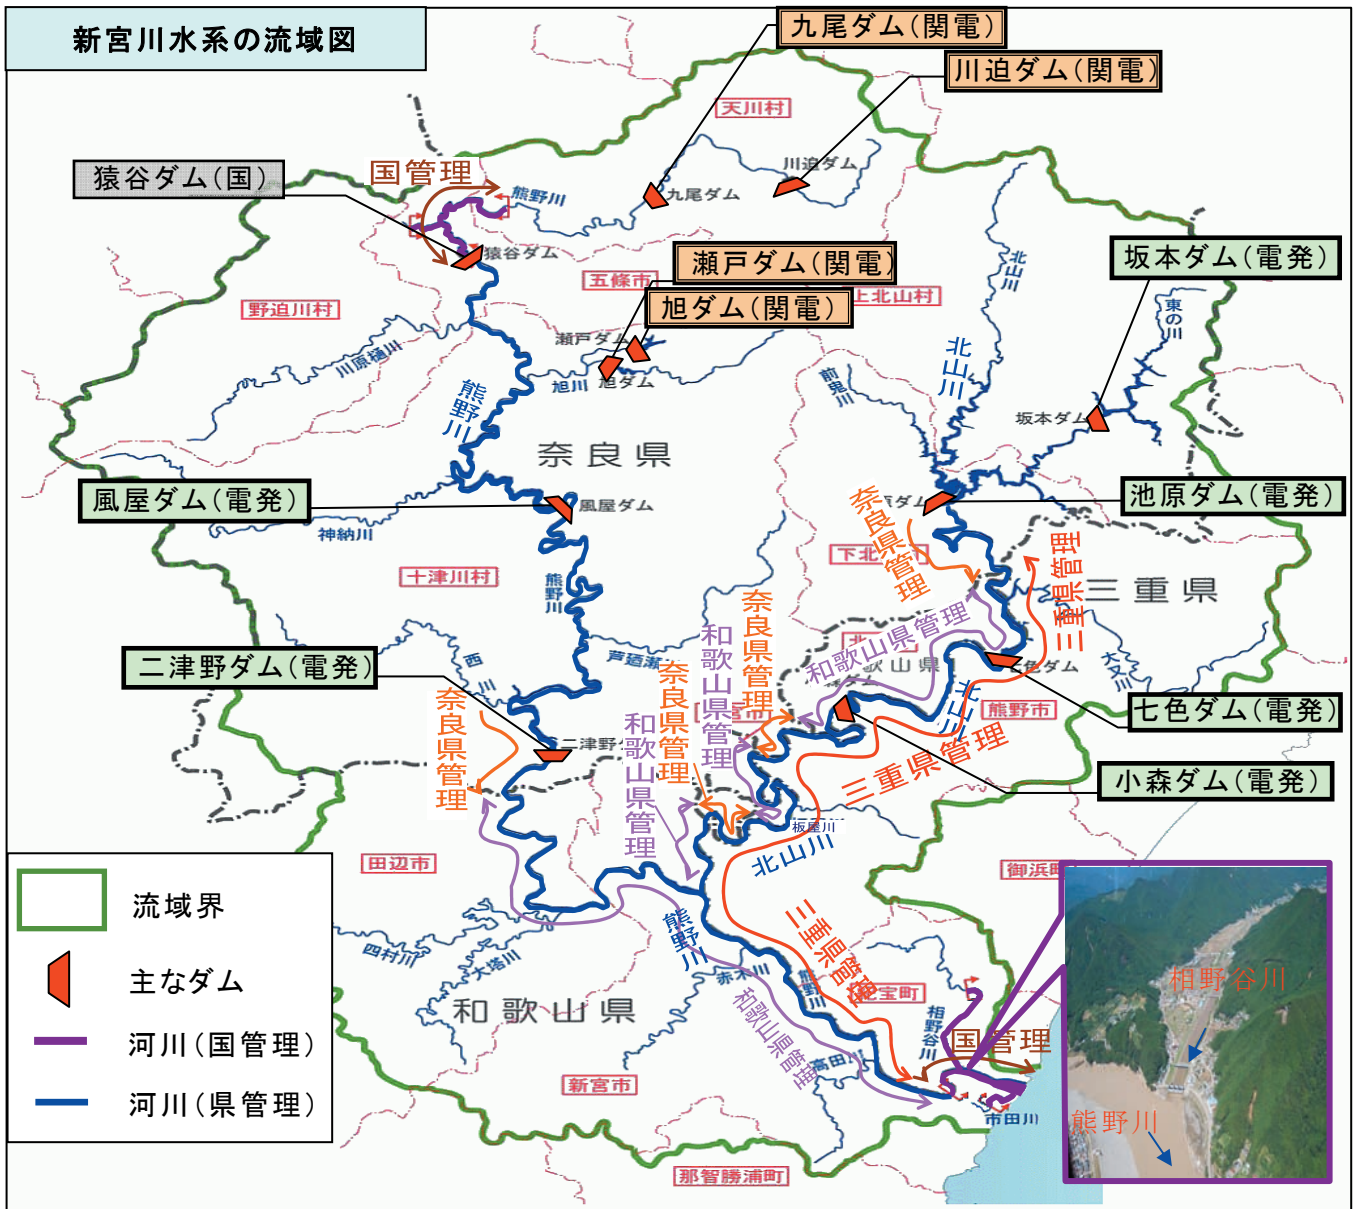 新宮川水系の流域図
九尾ダム(関電)
川迫ダム(関電)
天川村
猿谷ダム(国)
国管理
熊野川
川迫ダム
九尾ダム
猿谷ダム
瀬戸ダム(関電)
坂本ダム(電発)
北山川
五條市
上北山村
旭ダム(関電)
野迫川村
東の川
瀬戸ダム
川原樋川
旭川
旭ダム
北山川
前鬼川
熊野川
坂本ダム
奈良県
風屋ダム(電発)
風屋ダム
池原ダム(電発)
原ダム
奈良県管理
神納川
下北
村
三重県管理
十津川村
熊野川
三重県
奈良県管理
和歌山県管理
和歌山県管理
北
二津野ダム(電発)
西川
芦廼瀬
歌山県
七色ダム
大又川
奈良県管理
奈良県管理
宮市
北山川
熊野市
七色ダム(電発)
和歌山県管理
二津野
三重県管理
小森ダム(電発)
板屋川
北山川
田辺市
御浜町
流域界
主なダム
河川(国管理)
河川(県管理)
熊野川
三重県管理
四村川
大塔川
赤木川
熊野川
紀宝町
相野谷川
和歌山県
和歌山県管理
相野谷川
国管理
高田川
新宮市
市田川
熊野川
那智勝浦町